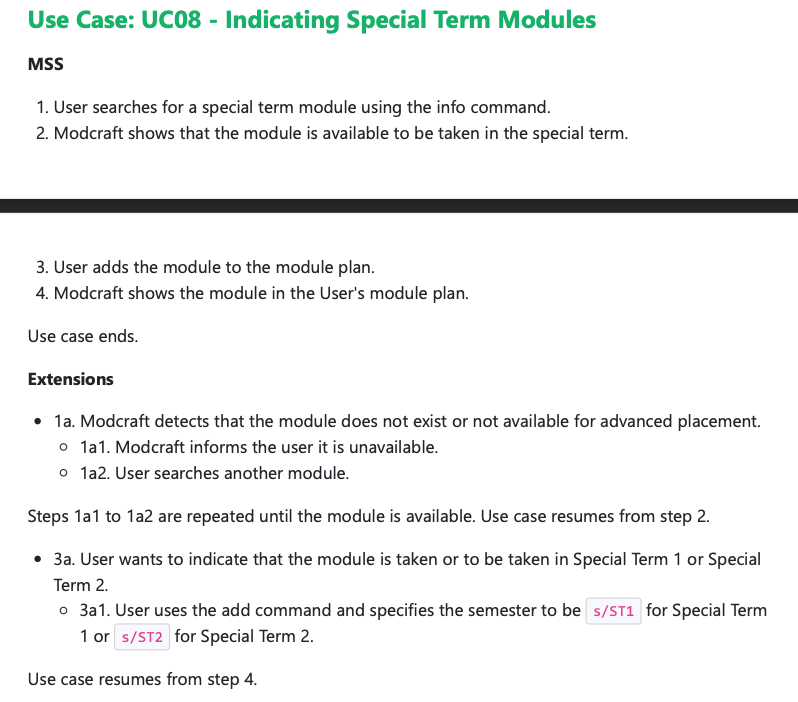 Use Case: UC08 - Indicating Special Term Modules
MSS
1. User searches for a special term module using the info command.
2. Modcraft shows that the module is available to be taken in the special term.
3. User adds the module to the module plan.
4. Modcraft shows the module in the User's module plan.
Use case ends.
Extensions
• 1a. Modcraft detects that the module does not exist or not available for advanced placement.
○ 1a1. Modcraft informs the user it is unavailable.
○ 1a2. User searches another module.
Steps 1a1 to 1a2 are repeated until the module is available. Use case resumes from step 2.
• 3a. User wants to indicate that the module is taken or to be taken in Special Term 1 or Special
Term 2.
○ 3a1. User uses the add command and specifies the semester to be s/ST1 for Special Term
1 or s/ST2 for Special Term 2.
Use case resumes from step 4.